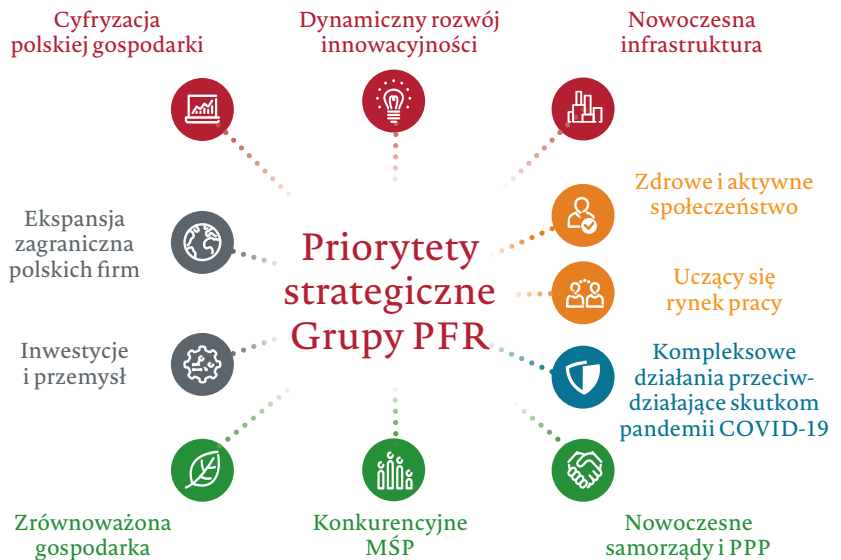 Cyfryzacja
polskiej gospodarki
Dynamiczny rozwój
innowacyjności
Nowoczesna
infrastruktura
Zdrowe i aktywne
społeczeństwo
Ekspansja
zagraniczna
polskich firm
Priorytety
strategiczne
Grupy PFR
Uczący się
rynek pracy
Inwestycje
i przemysł
Kompleksowe
działania przeciw-
działające skutkom
pandemii COVID-19
Zrównoważona
gospodarka
Konkurencyjne
MŚP
Nowoczesne
samorządy i PPP